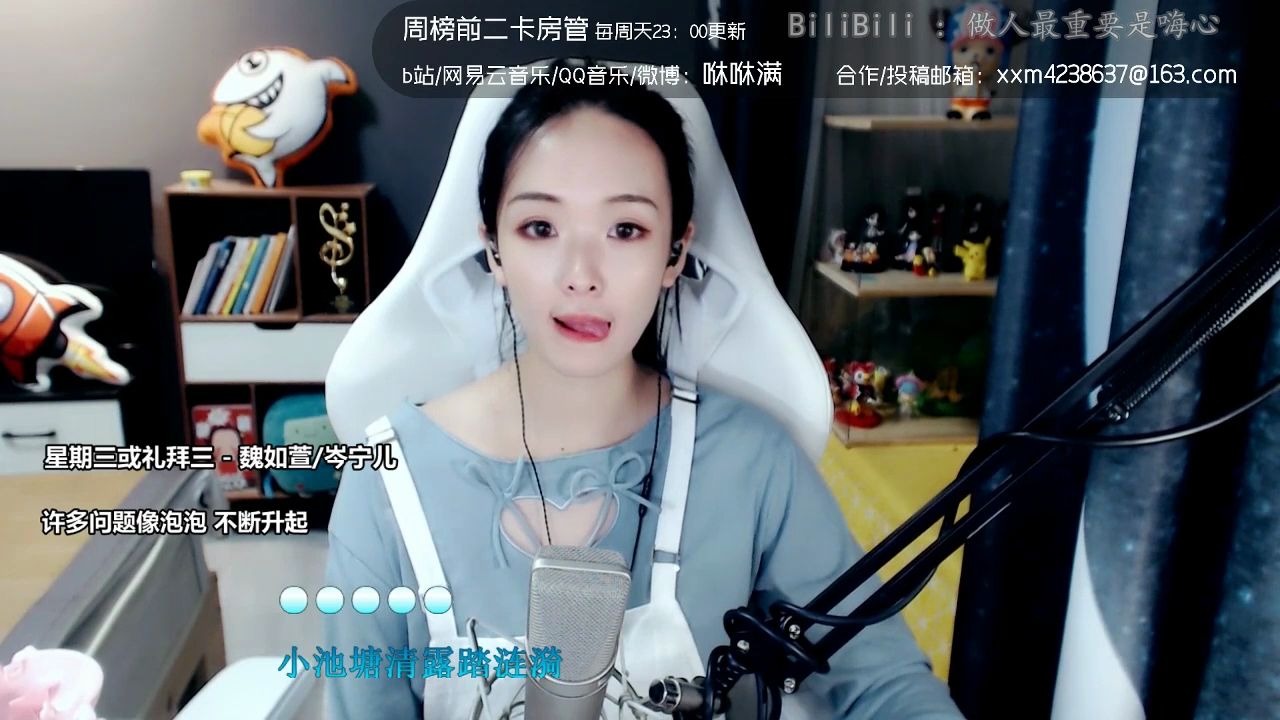 周榜前二卡房管 每周天23：00更新
BiliBili ：做人最重要是嗨心
b站/网易云音乐/QQ音乐/微博：咻咻满
合作/投稿邮箱：xxm4238637@163.com
星期三或礼拜三 - 魏如萱/岑宁儿
许多问题像泡泡 不断升起
小池塘清露踏涟漪